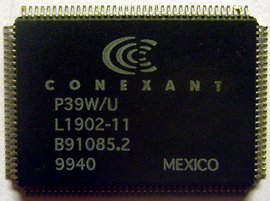 CONEXANT
P39W/U
L1902-11
B91085.2
9940 MEXICO